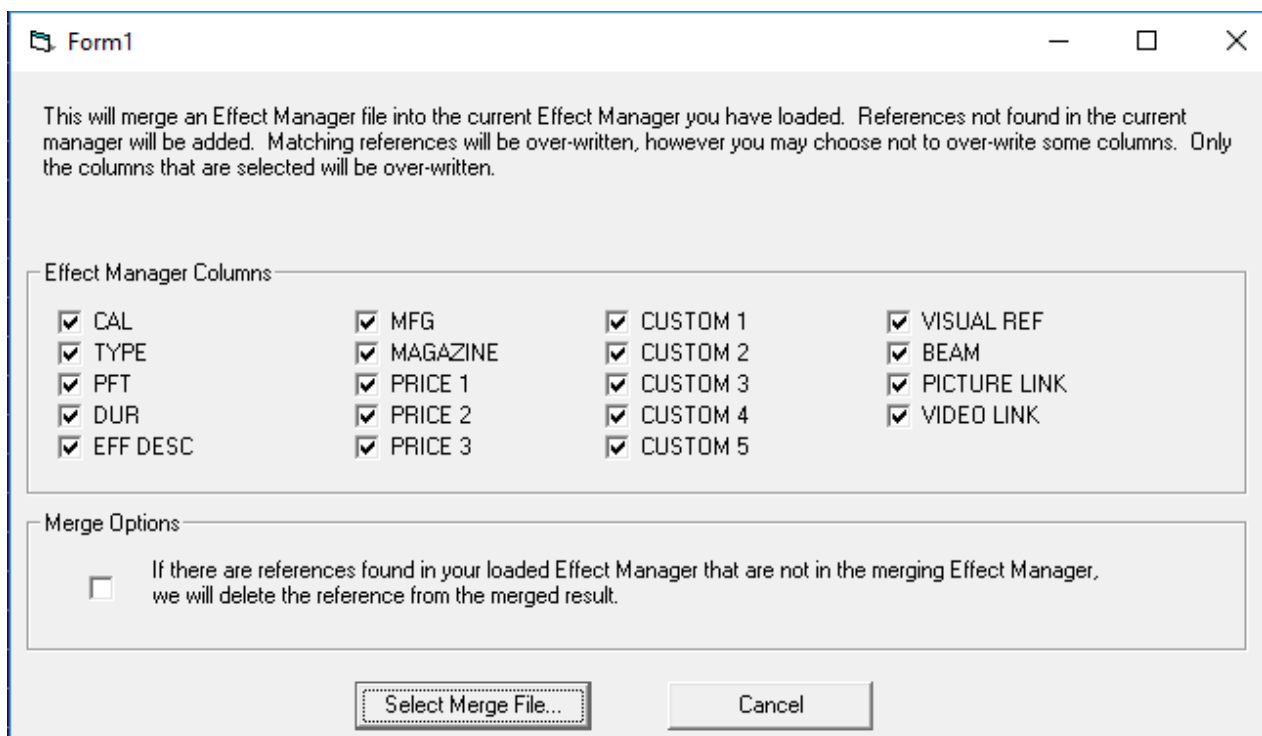 Form1
This will merge an Effect Manager file into the current Effect Manager you have loaded.  References not found in the current
manager will be added.  Matching references will be over-written, however you may choose not to over-write some columns.  Only
the columns that are selected will be over-written.
Effect Manager Columns
CAL MFG CUSTOM 1 VISUAL REF
TYPE MAGAZINE CUSTOM 2 BEAM
PFT PRICE 1 CUSTOM 3 PICTURE LINK
DUR PRICE 2 CUSTOM 4 VIDEO LINK
EFF DESC PRICE 3 CUSTOM 5
Merge Options
If there are references found in your loaded Effect Manager that are not in the merging Effect Manager,
we will delete the reference from the merged result.
Select Merge File... Cancel